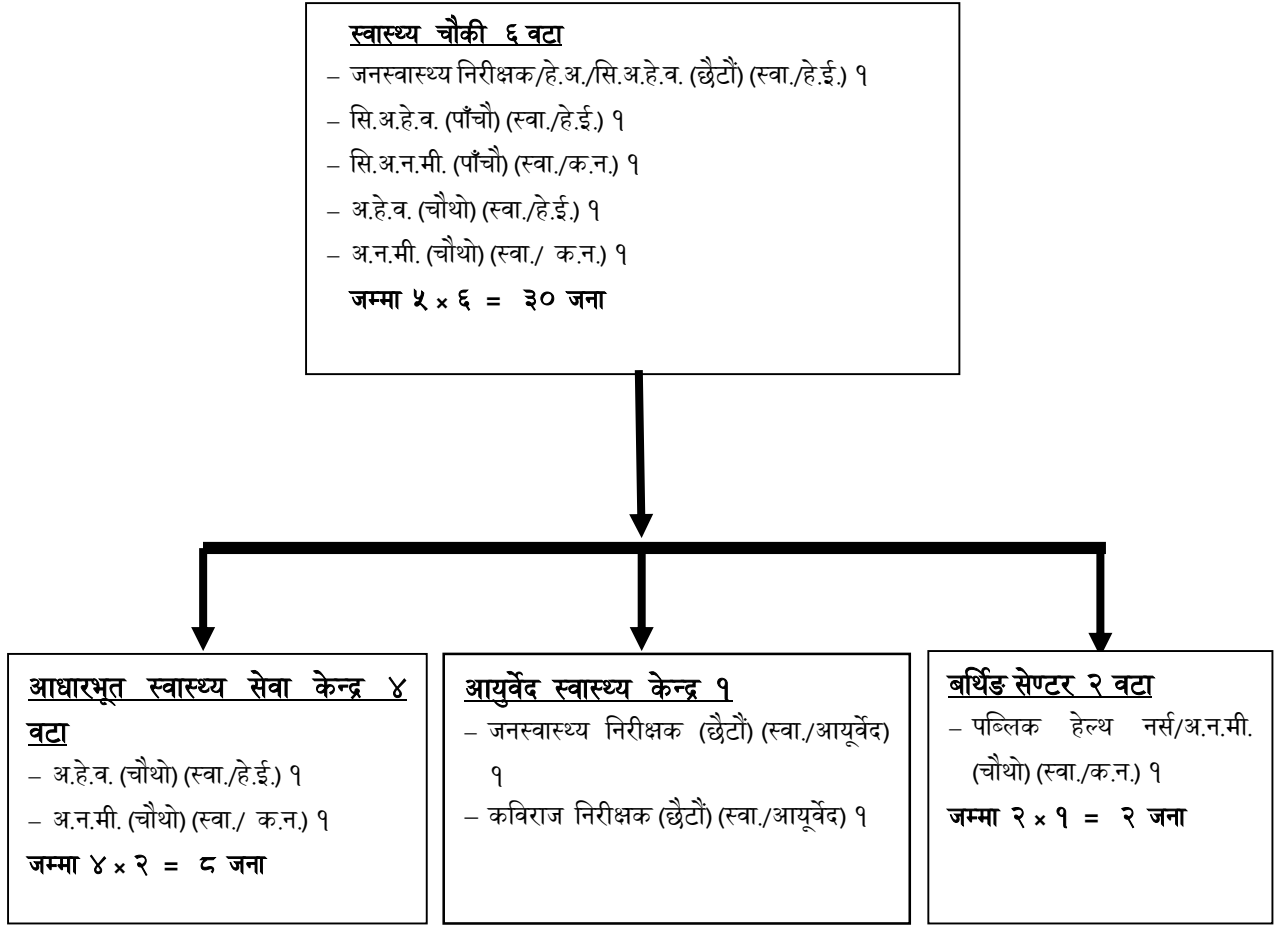 स्वास्थ्य चौकी ६ वटा
– जनस्वास्थ्य निरीक्षक/हे.अ./सि.अ.हे.व. (छैटौं) (स्वा./हे.ई.) १
– सि.अ.हे.व. (पाँचौ) (स्वा./हे.ई.) १
– सि.अ.न.मी. (पाँचौ) (स्वा./क.न.) १
– अ.हे.व. (चौथो) (स्वा./हे.ई.) १
– अ.न.मी. (चौथो) (स्वा./ क.न.) १
जम्मा ५ × ६ = ३० जना
आधारभूत स्वास्थ्य सेवा केन्द्र ४
वटा
– अ.हे.व. (चौथो) (स्वा./हे.ई.) १
– अ.न.मी. (चौथो) (स्वा./ क.न.) १
जम्मा ४ × २ = ८ जना
आयुर्वेद स्वास्थ्य केन्द्र १
– जनस्वास्थ्य निरीक्षक (छैटौं) (स्वा./आयूर्वेद)
१
– कविराज निरीक्षक (छैटौं) (स्वा./आयूर्वेद) १
बर्थिङ सेण्टर २ वटा
– पब्लिक हेल्थ नर्स/अ.न.मी.
(चौथो) (स्वा./क.न.) १
जम्मा २ × १ = २ जना